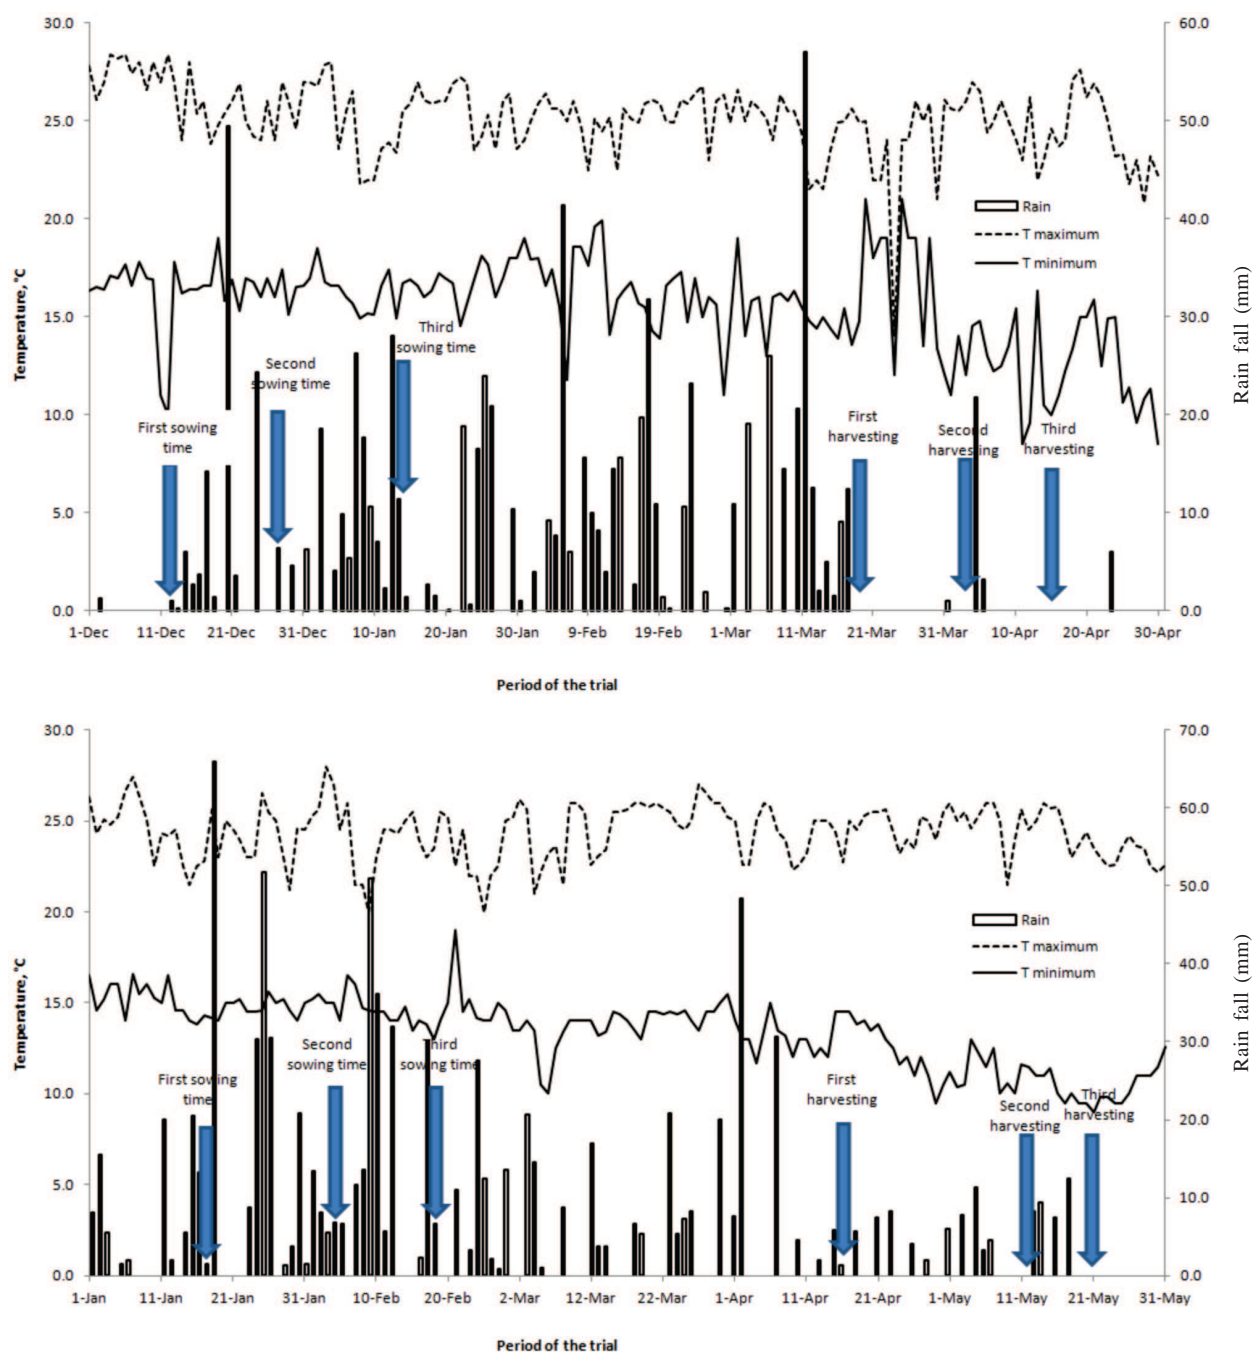 30.0
60.0
25.0
50.0
20.0
40.0
15.0
30.0
10.0
20.0
5.0
10.0
0.0
0.0
Temperature, °C
Rain fall (mm)
Rain
T maximum
T minimum
First sowing
time
Second
sowing time
Third
sowing time
First
harvesting
Second
harvesting
Third
harvesting
1-Dec 11-Dec 21-Dec 31-Dec 10-Jan 20-Jan 30-Jan 9-Feb 19-Feb 1-Mar 11-Mar 21-Mar 31-Mar 10-Apr 20-Apr 30-Apr
Period of the trial
30.0
70.0
25.0
60.0
20.0
50.0
15.0
40.0
10.0
30.0
5.0
20.0
0.0
10.0
0.0
Temperature, °C
Rain fall (mm)
Rain
T maximum
T minimum
First sowing
time
Second
sowing time
Third
sowing time
First
harvesting
Second
harvesting
Third
harvesting
1-Jan 11-Jan 21-Jan 31-Jan 10-Feb 20-Feb 2-Mar 12-Mar 22-Mar 1-Apr 11-Apr 21-Apr 1-May 11-May 21-May 31-May
Period of the trial